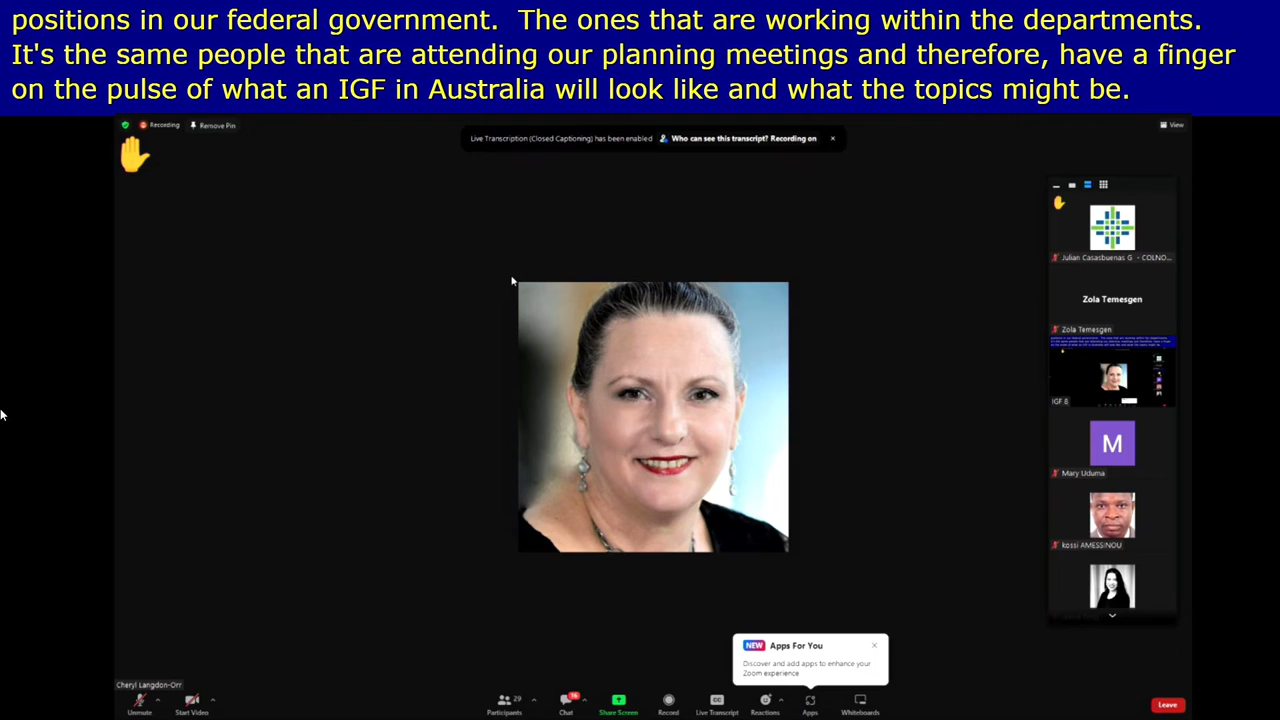 positions in our federal government.  The ones that are working within the departments.
It's the same people that are attending our planning meetings and therefore, have a finger
on the pulse of what an IGF in Australia will look like and what the topics might be.
Recording
Remove Pin
Live Transcription (Closed Captioning) has been enabled
Who can see this transcript? Recording on
View
Julian Casasbuenas G - COLNO...
Zola Temesgen
Zola Temesgen
IGF 8
M
Mary Uduma
kossi AMESSINOU
NEW Apps For You
Discover and add apps to enhance your
Zoom experience
Cheryl Langdon-Orr
Unmute
Start Video
29
Participants
Chat
Share Screen
Record
CC
Live Transcript
Reactions
Apps
Whiteboards
Leave